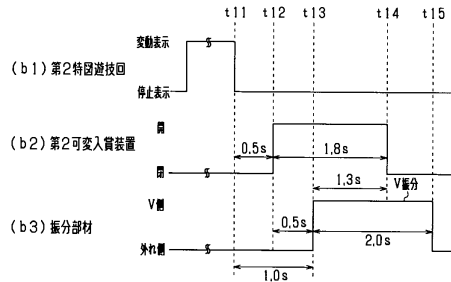 t11 t12 t13 t14 t15
変動表示
(b1)第2特図遊技回
停止表示
開
(b2)第2可変入賞装置
0.5s 1.8s
閉
1.3s
V振分
V側
(b3)振分部材
0.5s 2.0s
外れ側
1.0s